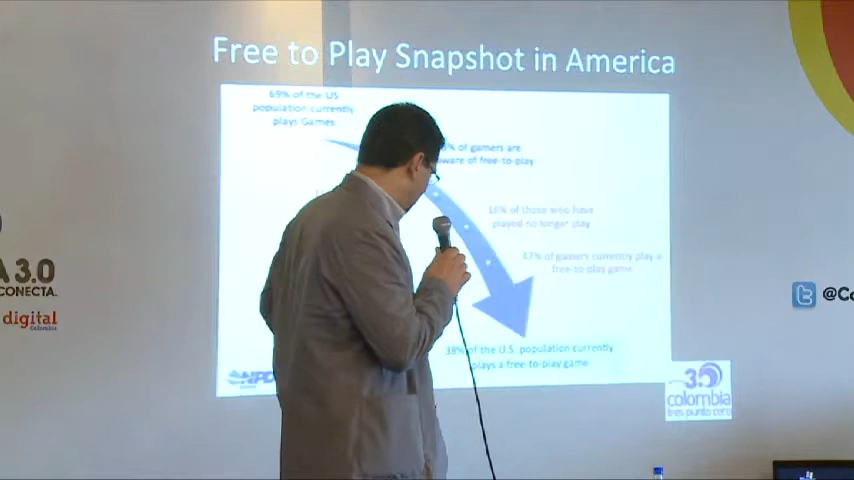 Free to Play Snapshot in America
69% of the US
population currently
plays Games
% of gamers are
aware of free-to-play
16% of those who have
played no longer play
47% of gamers currently play a
free-to-play game
38% of the U.S. population currently
plays a free-to-play game
NPD
A 3.0
CONECTA.
digital
Colombia
@Co
3.0
colombia
tres punto cero